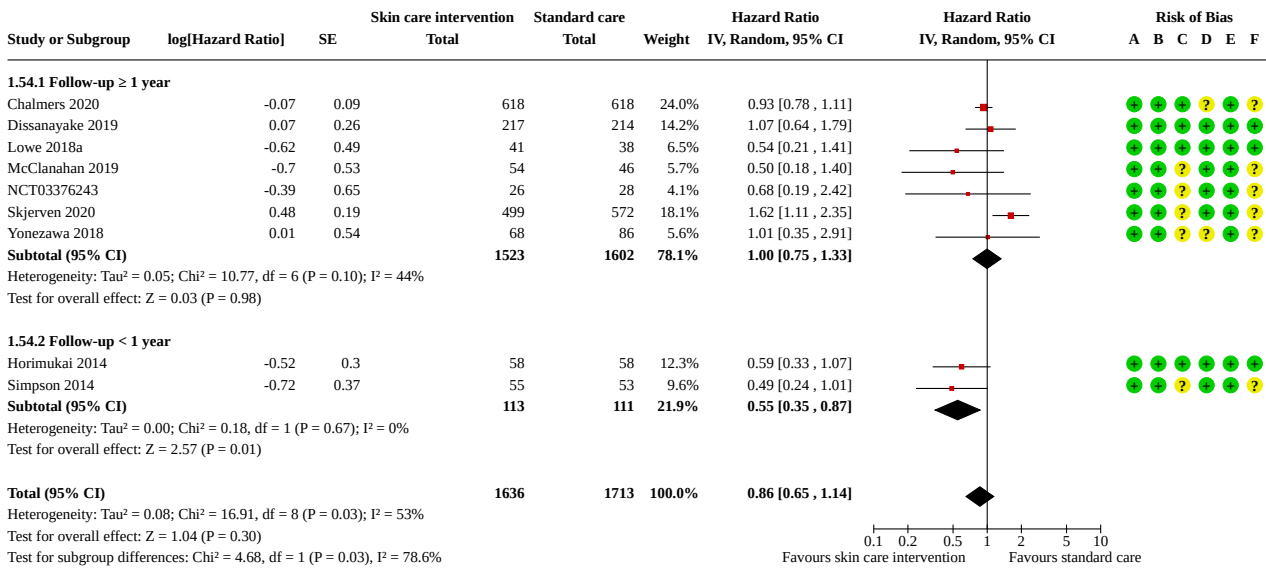 Skin care intervention Standard care Hazard Ratio Hazard Ratio Risk of Bias
Study or Subgroup log[Hazard Ratio] SE Total Total Weight IV, Random, 95% CI IV, Random, 95% CI A B C D E F
1.54.1 Follow-up ≥ 1 year
Chalmers 2020 -0.07 0.09 618 618 24.0% 0.93 [0.78 , 1.11] + + + ? + ?
Dissanayake 2019 0.07 0.26 217 214 14.2% 1.07 [0.64 , 1.79] + + + + + +
Lowe 2018a -0.62 0.49 41 38 6.5% 0.54 [0.21 , 1.41] + + + + + +
McClanahan 2019 -0.7 0.53 54 46 5.7% 0.50 [0.18 , 1.40] + + ? + + ?
NCT03376243 -0.39 0.65 26 28 4.1% 0.68 [0.19 , 2.42] + + ? + + ?
Skjerven 2020 0.48 0.19 499 572 18.1% 1.62 [1.11 , 2.35] + + ? + + ?
Yonezawa 2018 0.01 0.54 68 86 5.6% 1.01 [0.35 , 2.91] + + ? ? + ?
Subtotal (95% CI) 1523 1602 78.1% 1.00 [0.75 , 1.33]
Heterogeneity: Tau² = 0.05; Chi² = 10.77, df = 6 (P = 0.10); I² = 44%
Test for overall effect: Z = 0.03 (P = 0.98)
1.54.2 Follow-up < 1 year
Horimukai 2014 -0.52 0.3 58 58 12.3% 0.59 [0.33 , 1.07] + + + + + +
Simpson 2014 -0.72 0.37 55 53 9.6% 0.49 [0.24 , 1.01] + + ? + + ?
Subtotal (95% CI) 113 111 21.9% 0.55 [0.35 , 0.87]
Heterogeneity: Tau² = 0.00; Chi² = 0.18, df = 1 (P = 0.67); I² = 0%
Test for overall effect: Z = 2.57 (P = 0.01)
Total (95% CI) 1636 1713 100.0% 0.86 [0.65 , 1.14]
Heterogeneity: Tau² = 0.08; Chi² = 16.91, df = 8 (P = 0.03); I² = 53%
Test for overall effect: Z = 1.04 (P = 0.30)
0.1 0.2 0.5 1 2 5 10
Test for subgroup differences: Chi² = 4.68, df = 1 (P = 0.03), I² = 78.6%
Favours skin care intervention Favours standard care